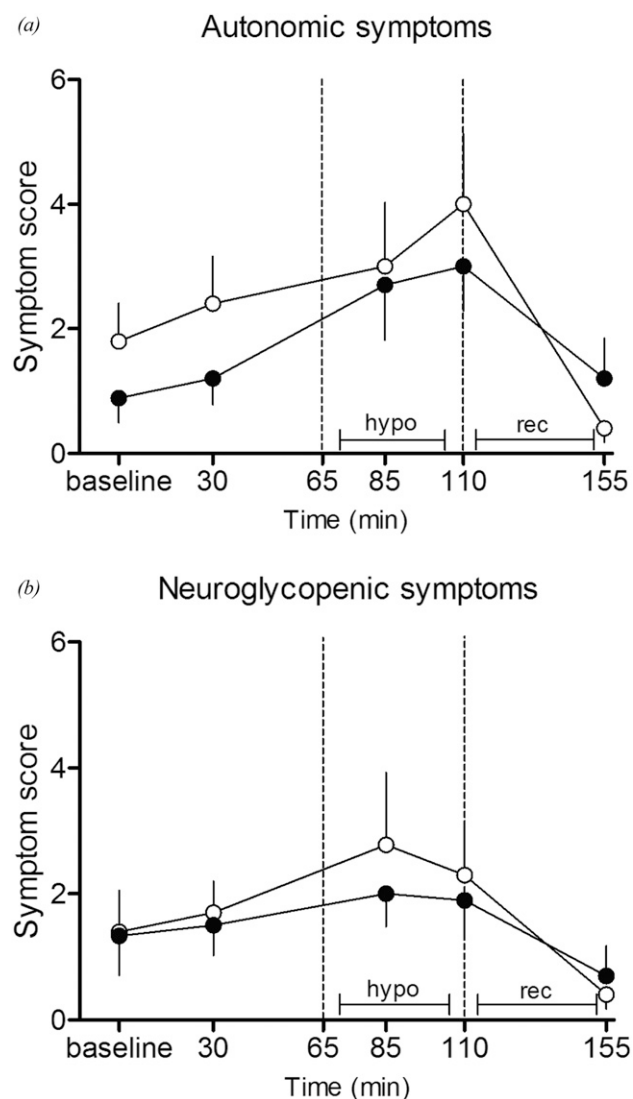 (a) Autonomic symptoms
6
4
2
0
Symptom score
hypo rec
baseline 30 65 85 110 155
Time (min)
(b) Neuroglycopenic symptoms
6
4
2
0
Symptom score
hypo rec
baseline 30 65 85 110 155
Time (min)